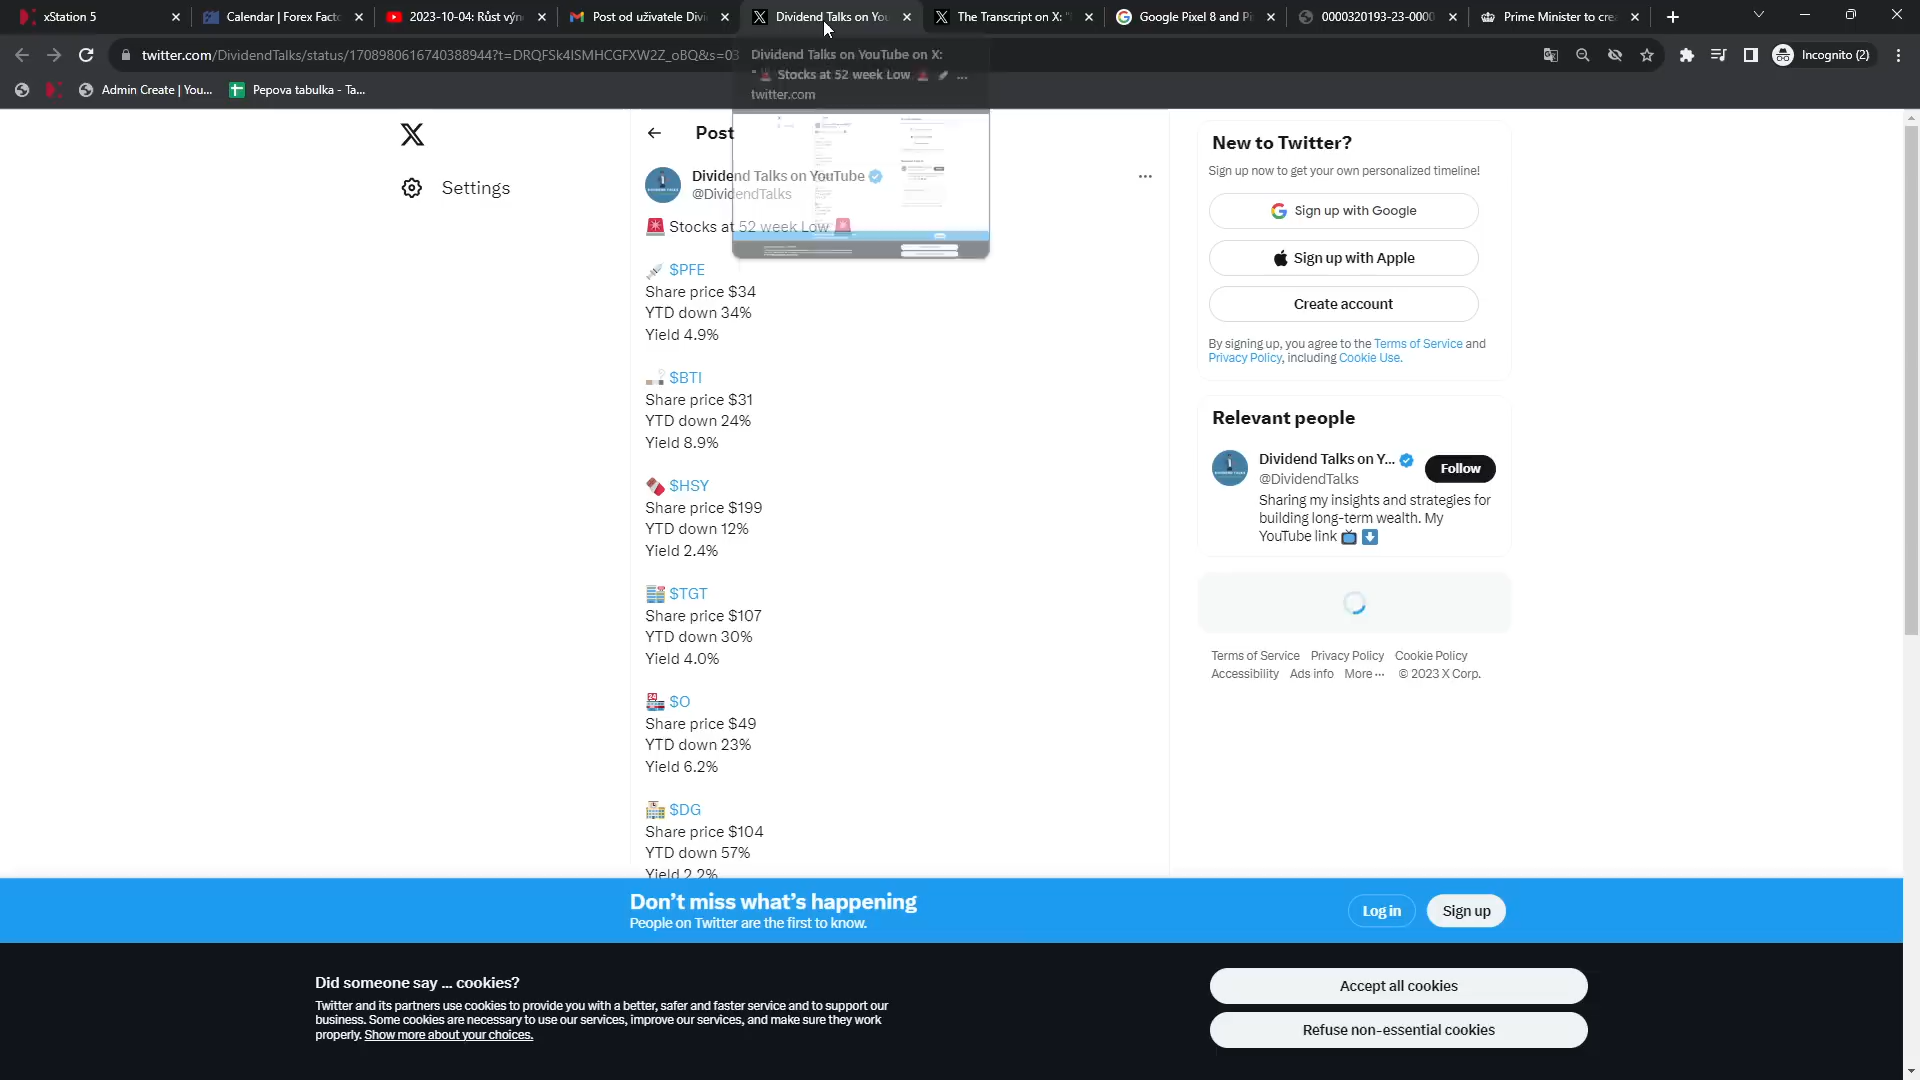 xStation 5
Calendar | Forex Facto
2023-10-04: Růst výn
Post od uživatele Divi
Dividend Talks on You
The Transcript on X: "
Google Pixel 8 and Pi
0000320193-23-0000
Prime Minister to crea
twitter.com/DividendTalks/status/1708980616740388944?t=DRQFSk4lSMHCGFXW2Z_oBQ&s=03
Incognito (2)
Dividend Talks on YouTube on X:
"🚨 Stocks at 52 week Low 🚨 💉 ...
twitter.com
Admin Create | You...
Pepova tabulka - Ta...
X
Settings
Post
Dividend Talks on YouTube
@DividendTalks
🚨 Stocks at 52 week Low 🚨
💉 $PFE
Share price $34
YTD down 34%
Yield 4.9%
🚬 $BTI
Share price $31
YTD down 24%
Yield 8.9%
🍫 $HSY
Share price $199
YTD down 12%
Yield 2.4%
🏬 $TGT
Share price $107
YTD down 30%
Yield 4.0%
🏪 $O
Share price $49
YTD down 23%
Yield 6.2%
🏫 $DG
Share price $104
YTD down 57%
Yield 2.2%
New to Twitter?
Sign up now to get your own personalized timeline!
Sign up with Google
Sign up with Apple
Create account
By signing up, you agree to the Terms of Service and
Privacy Policy, including Cookie Use.
Relevant people
Dividend Talks on Y...
@DividendTalks
Follow
Sharing my insights and strategies for
building long-term wealth. My
YouTube link 📺 ⬇️
Terms of Service Privacy Policy Cookie Policy
Accessibility Ads info More ··· © 2023 X Corp.
Don't miss what's happening
People on Twitter are the first to know.
Log in
Sign up
Did someone say … cookies?
Twitter and its partners use cookies to provide you with a better, safer and faster service and to support our
business. Some cookies are necessary to use our services, improve our services, and make sure they work
properly. Show more about your choices.
Accept all cookies
Refuse non-essential cookies